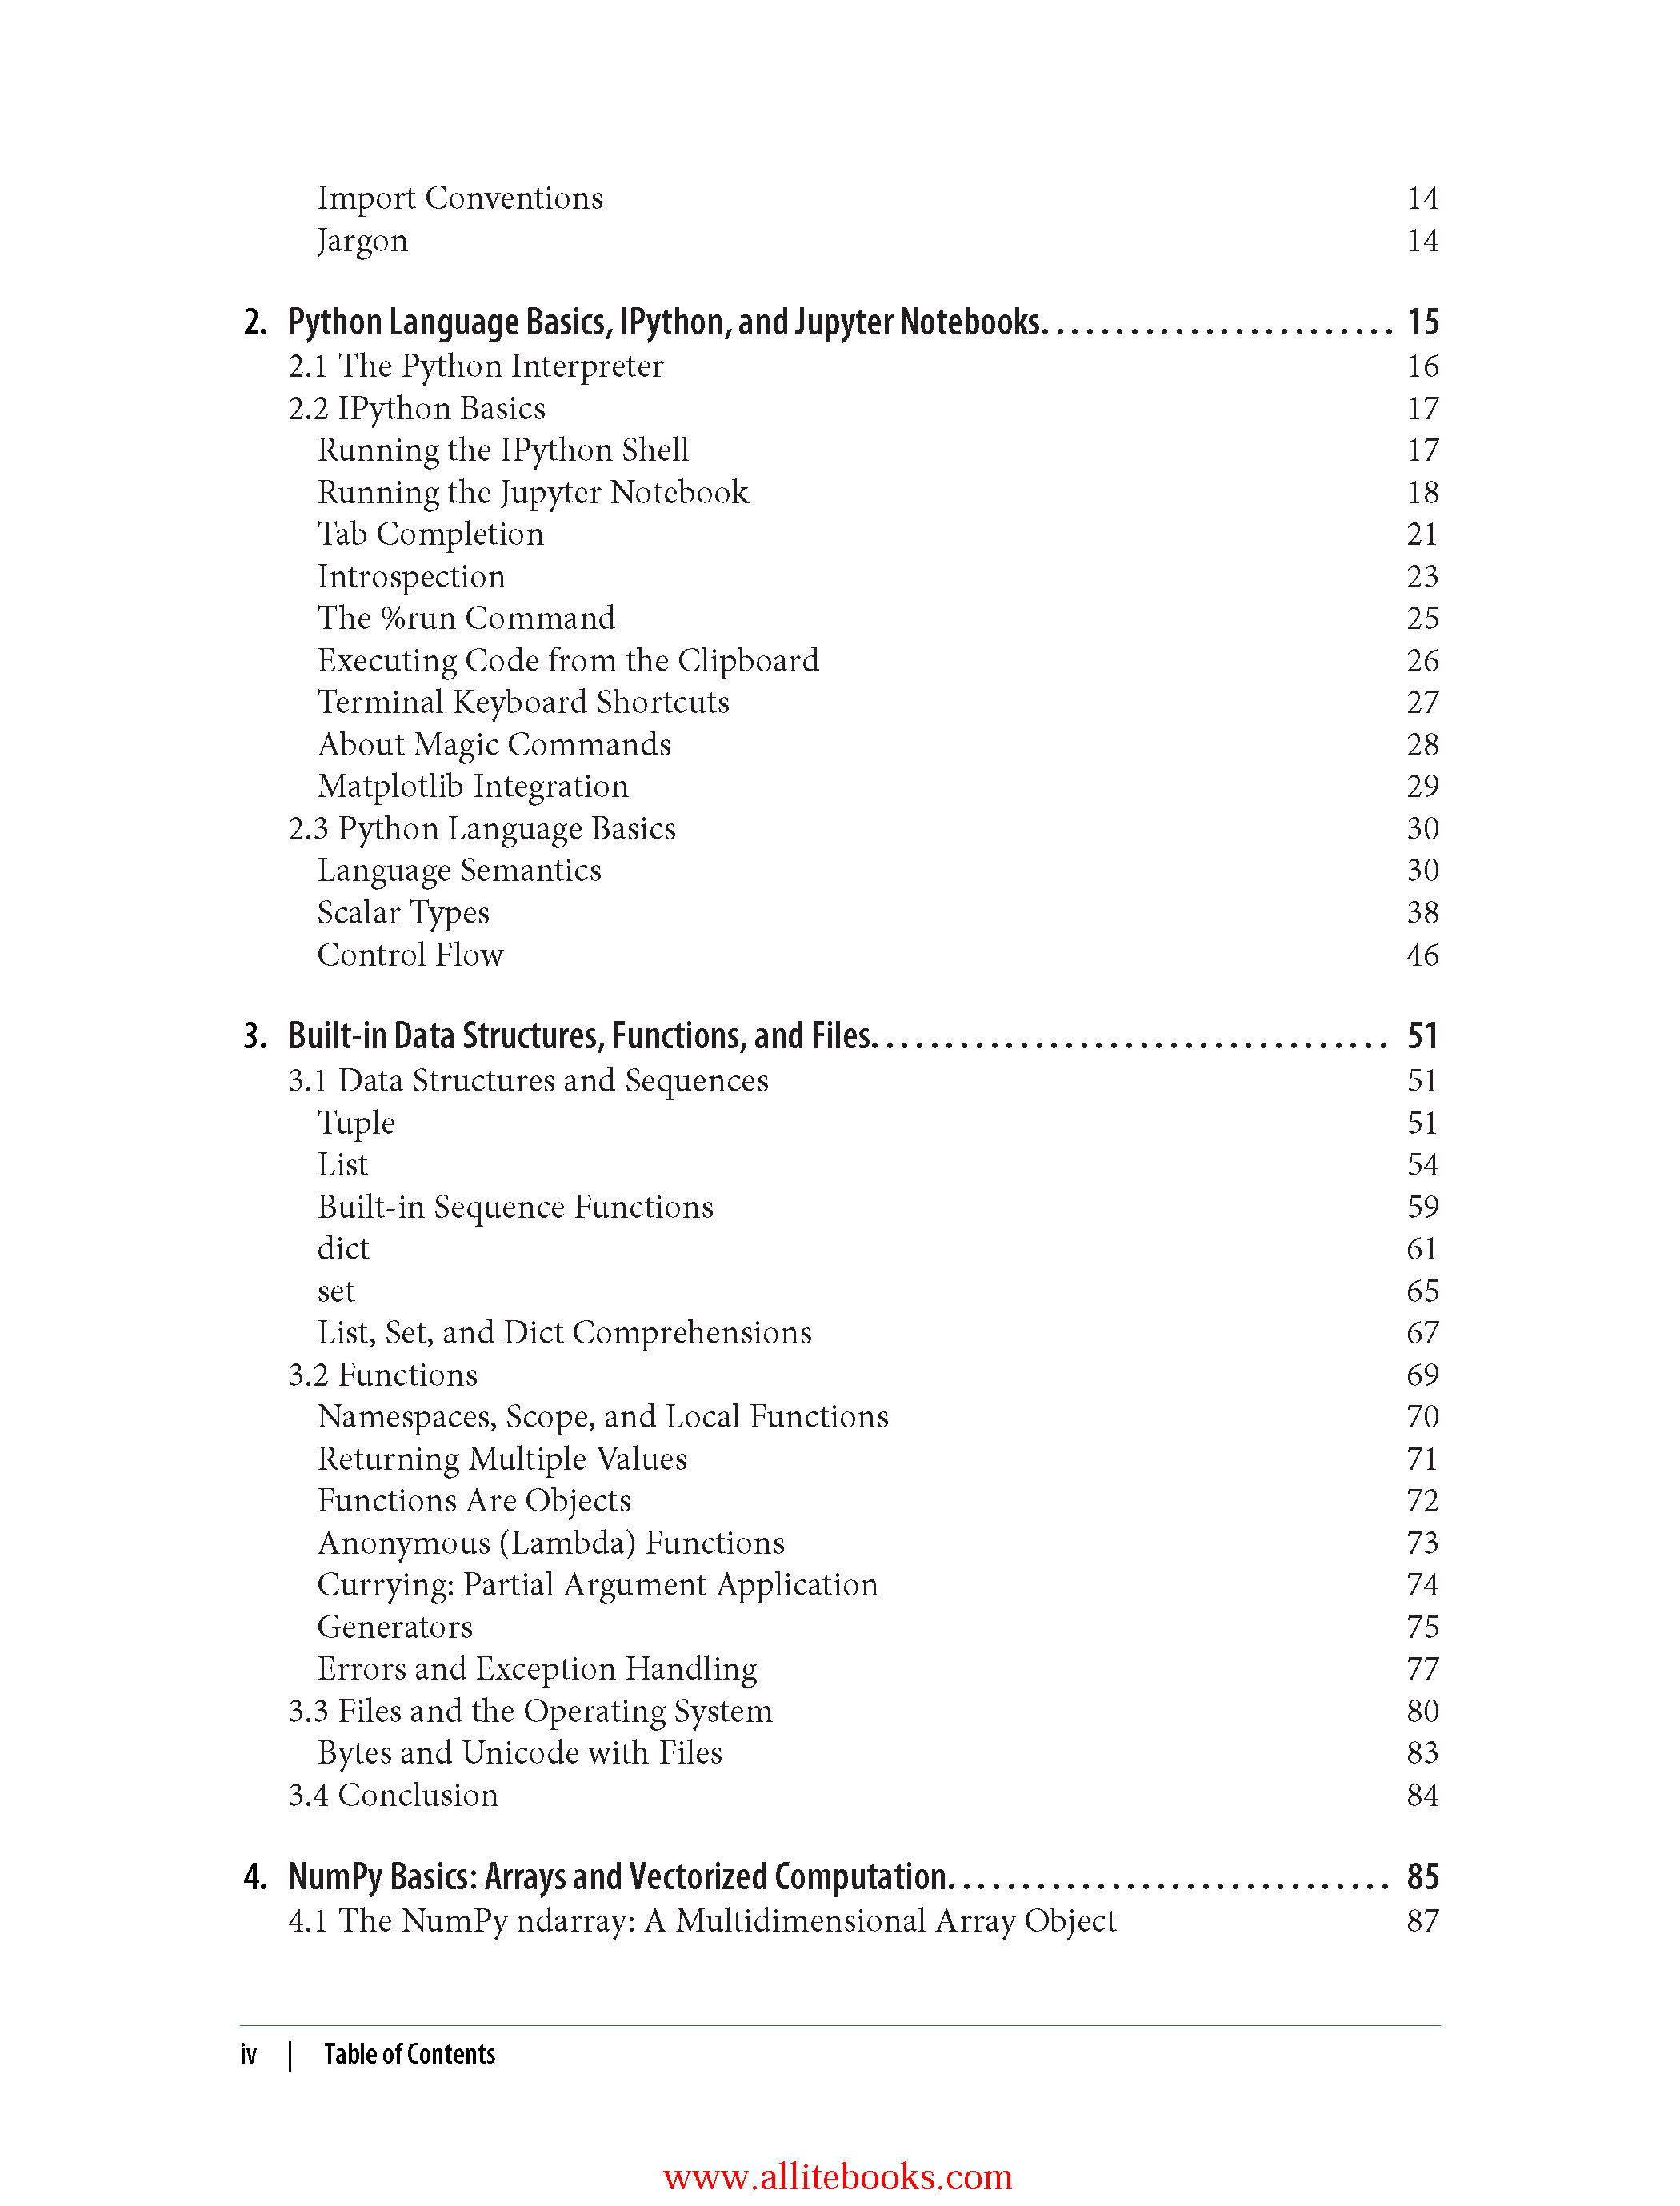 Import Conventions 14
Jargon 14
2. Python Language Basics, IPython, and Jupyter Notebooks. . . . . . . . . . . . . . . . . . . . . . . . 15
2.1 The Python Interpreter 16
2.2 IPython Basics 17
Running the IPython Shell 17
Running the Jupyter Notebook 18
Tab Completion 21
Introspection 23
The %run Command 25
Executing Code from the Clipboard 26
Terminal Keyboard Shortcuts 27
About Magic Commands 28
Matplotlib Integration 29
2.3 Python Language Basics 30
Language Semantics 30
Scalar Types 38
Control Flow 46
3. Built-in Data Structures, Functions, and Files. . . . . . . . . . . . . . . . . . . . . . . . . . . . . . . . . . . 51
3.1 Data Structures and Sequences 51
Tuple 51
List 54
Built-in Sequence Functions 59
dict 61
set 65
List, Set, and Dict Comprehensions 67
3.2 Functions 69
Namespaces, Scope, and Local Functions 70
Returning Multiple Values 71
Functions Are Objects 72
Anonymous (Lambda) Functions 73
Currying: Partial Argument Application 74
Generators 75
Errors and Exception Handling 77
3.3 Files and the Operating System 80
Bytes and Unicode with Files 83
3.4 Conclusion 84
4. NumPy Basics: Arrays and Vectorized Computation. . . . . . . . . . . . . . . . . . . . . . . . . . . . . . 85
4.1 The NumPy ndarray: A Multidimensional Array Object 87
iv | Table of Contents
www.allitebooks.com